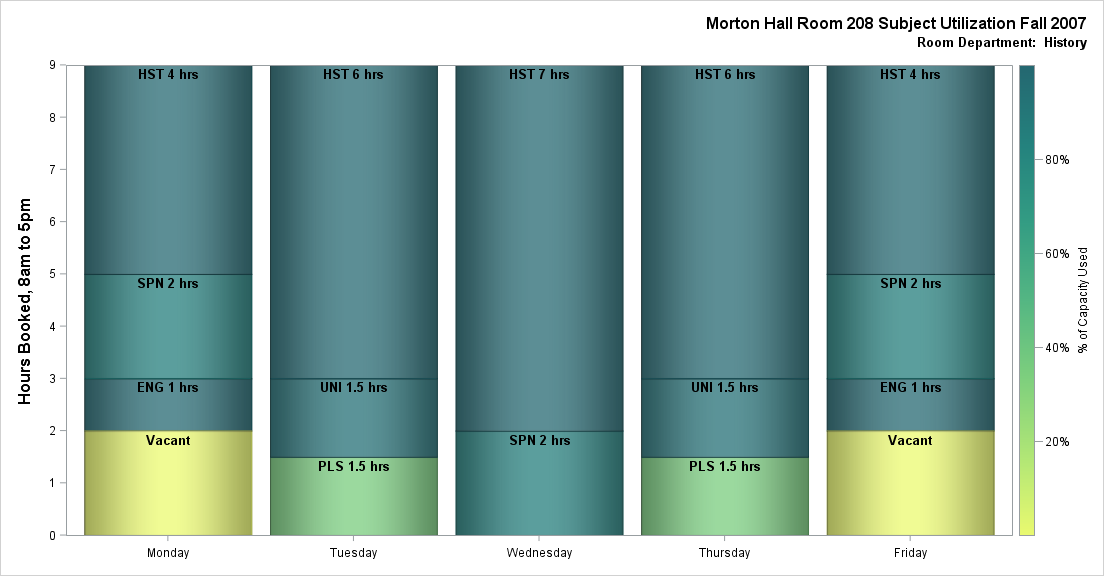 Morton Hall Room 208 Subject Utilization Fall 2007
Room Department: History
Hours Booked, 8am to 5pm
9
8
7
6
5
4
3
2
1
0
HST 4 hrs
SPN 2 hrs
ENG 1 hrs
Vacant
HST 6 hrs
UNI 1.5 hrs
PLS 1.5 hrs
HST 7 hrs
SPN 2 hrs
HST 6 hrs
UNI 1.5 hrs
PLS 1.5 hrs
HST 4 hrs
SPN 2 hrs
ENG 1 hrs
Vacant
Monday
Tuesday
Wednesday
Thursday
Friday
80%
60%
40%
20%
% of Capacity Used